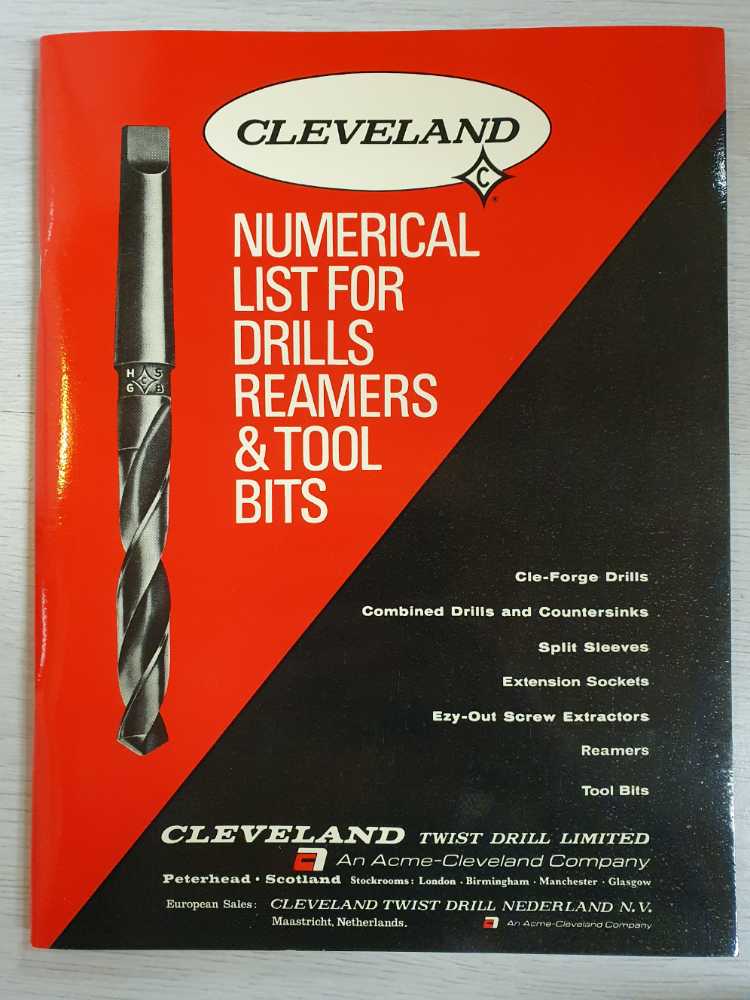 CLEVELAND
C
®
NUMERICAL
LIST FOR
DRILLS
REAMERS
& TOOL
BITS
H S
C
G B
Cle-Forge Drills
Combined Drills and Countersinks
Split Sleeves
Extension Sockets
Ezy-Out Screw Extractors
Reamers
Tool Bits
CLEVELAND TWIST DRILL LIMITED
An Acme-Cleveland Company
Peterhead · Scotland Stockrooms: London · Birmingham · Manchester · Glasgow
European Sales: CLEVELAND TWIST DRILL NEDERLAND N.V.
Maastricht, Netherlands. An Acme-Cleveland Company